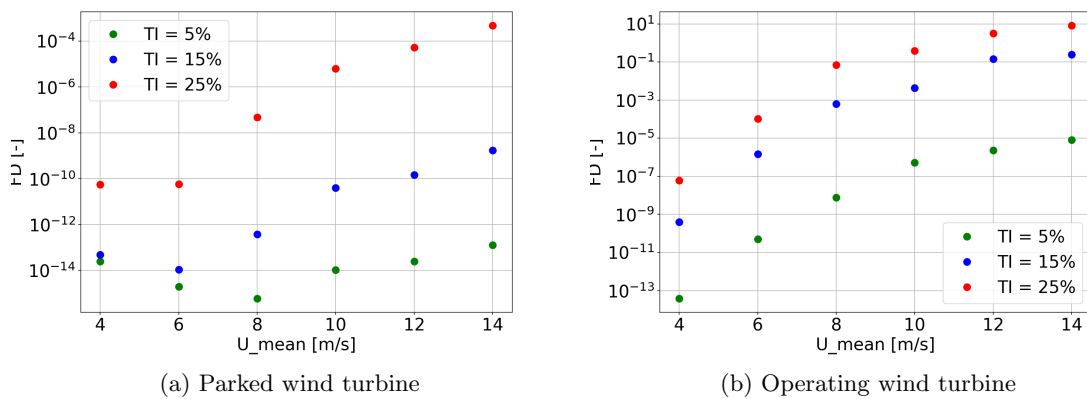 TI = 5%
TI = 15%
TI = 25%
10⁻⁴
10⁻⁶
10⁻⁸
10⁻¹⁰
10⁻¹²
10⁻¹⁴
FD [-]
4 6 8 10 12 14
U_mean [m/s]
(a) Parked wind turbine
10¹
10⁻¹
10⁻³
10⁻⁵
10⁻⁷
10⁻⁹
10⁻¹¹
10⁻¹³
FD [-]
TI = 5%
TI = 15%
TI = 25%
4 6 8 10 12 14
U_mean [m/s]
(b) Operating wind turbine